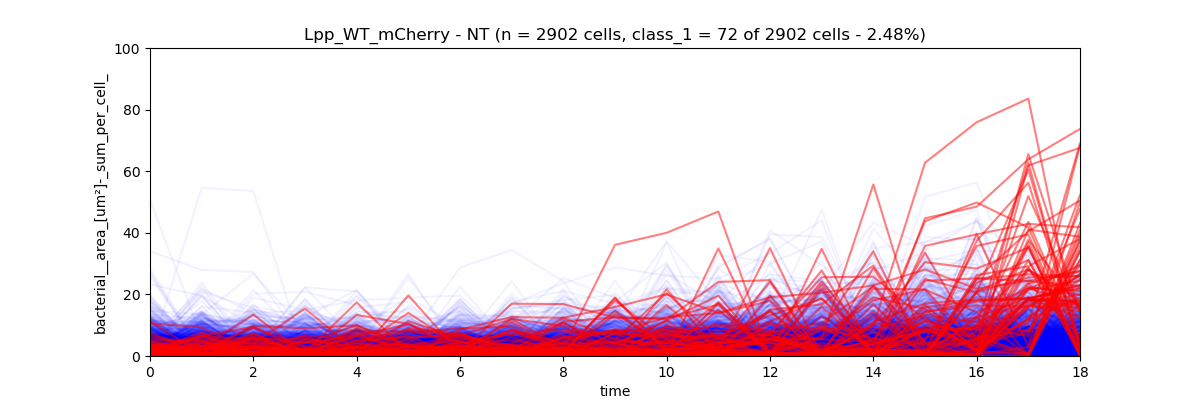 Lpp_WT_mCherry - NT (n = 2902 cells, class_1 = 72 of 2902 cells - 2.48%)
bacterial__area_[um²]-_sum_per_cell_
100
80
60
40
20
0
0 2 4 6 8 10 12 14 16 18
time